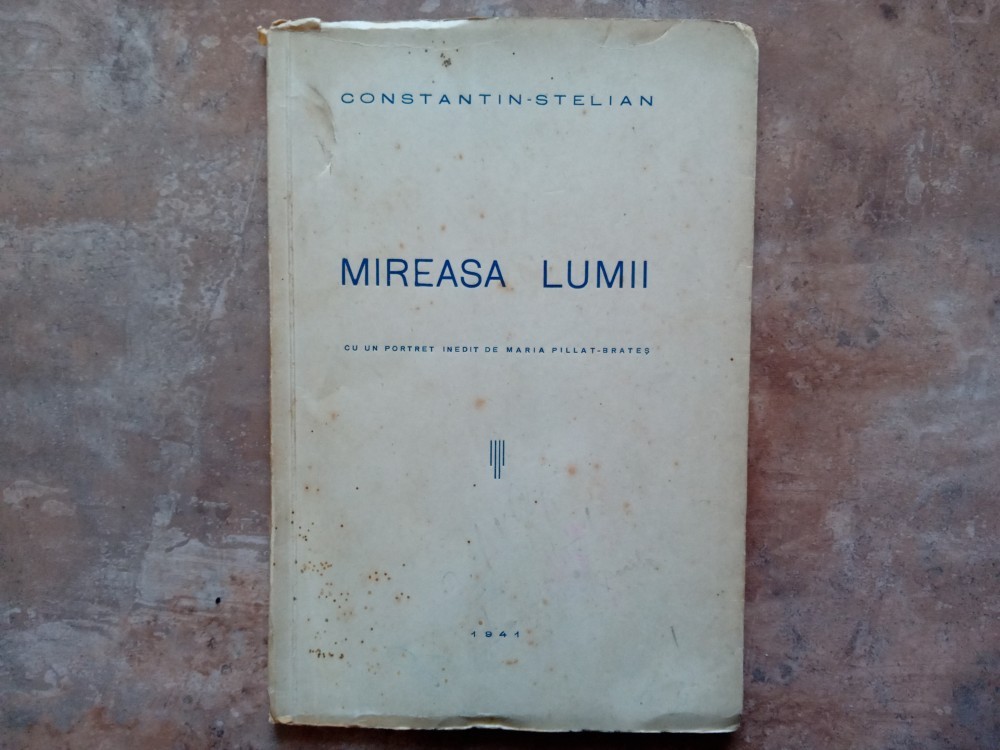 CONSTANTIN-STELIAN
MIREASA LUMII
CU UN PORTRET INEDIT DE MARIA PILLAT-BRATEȘ
1941